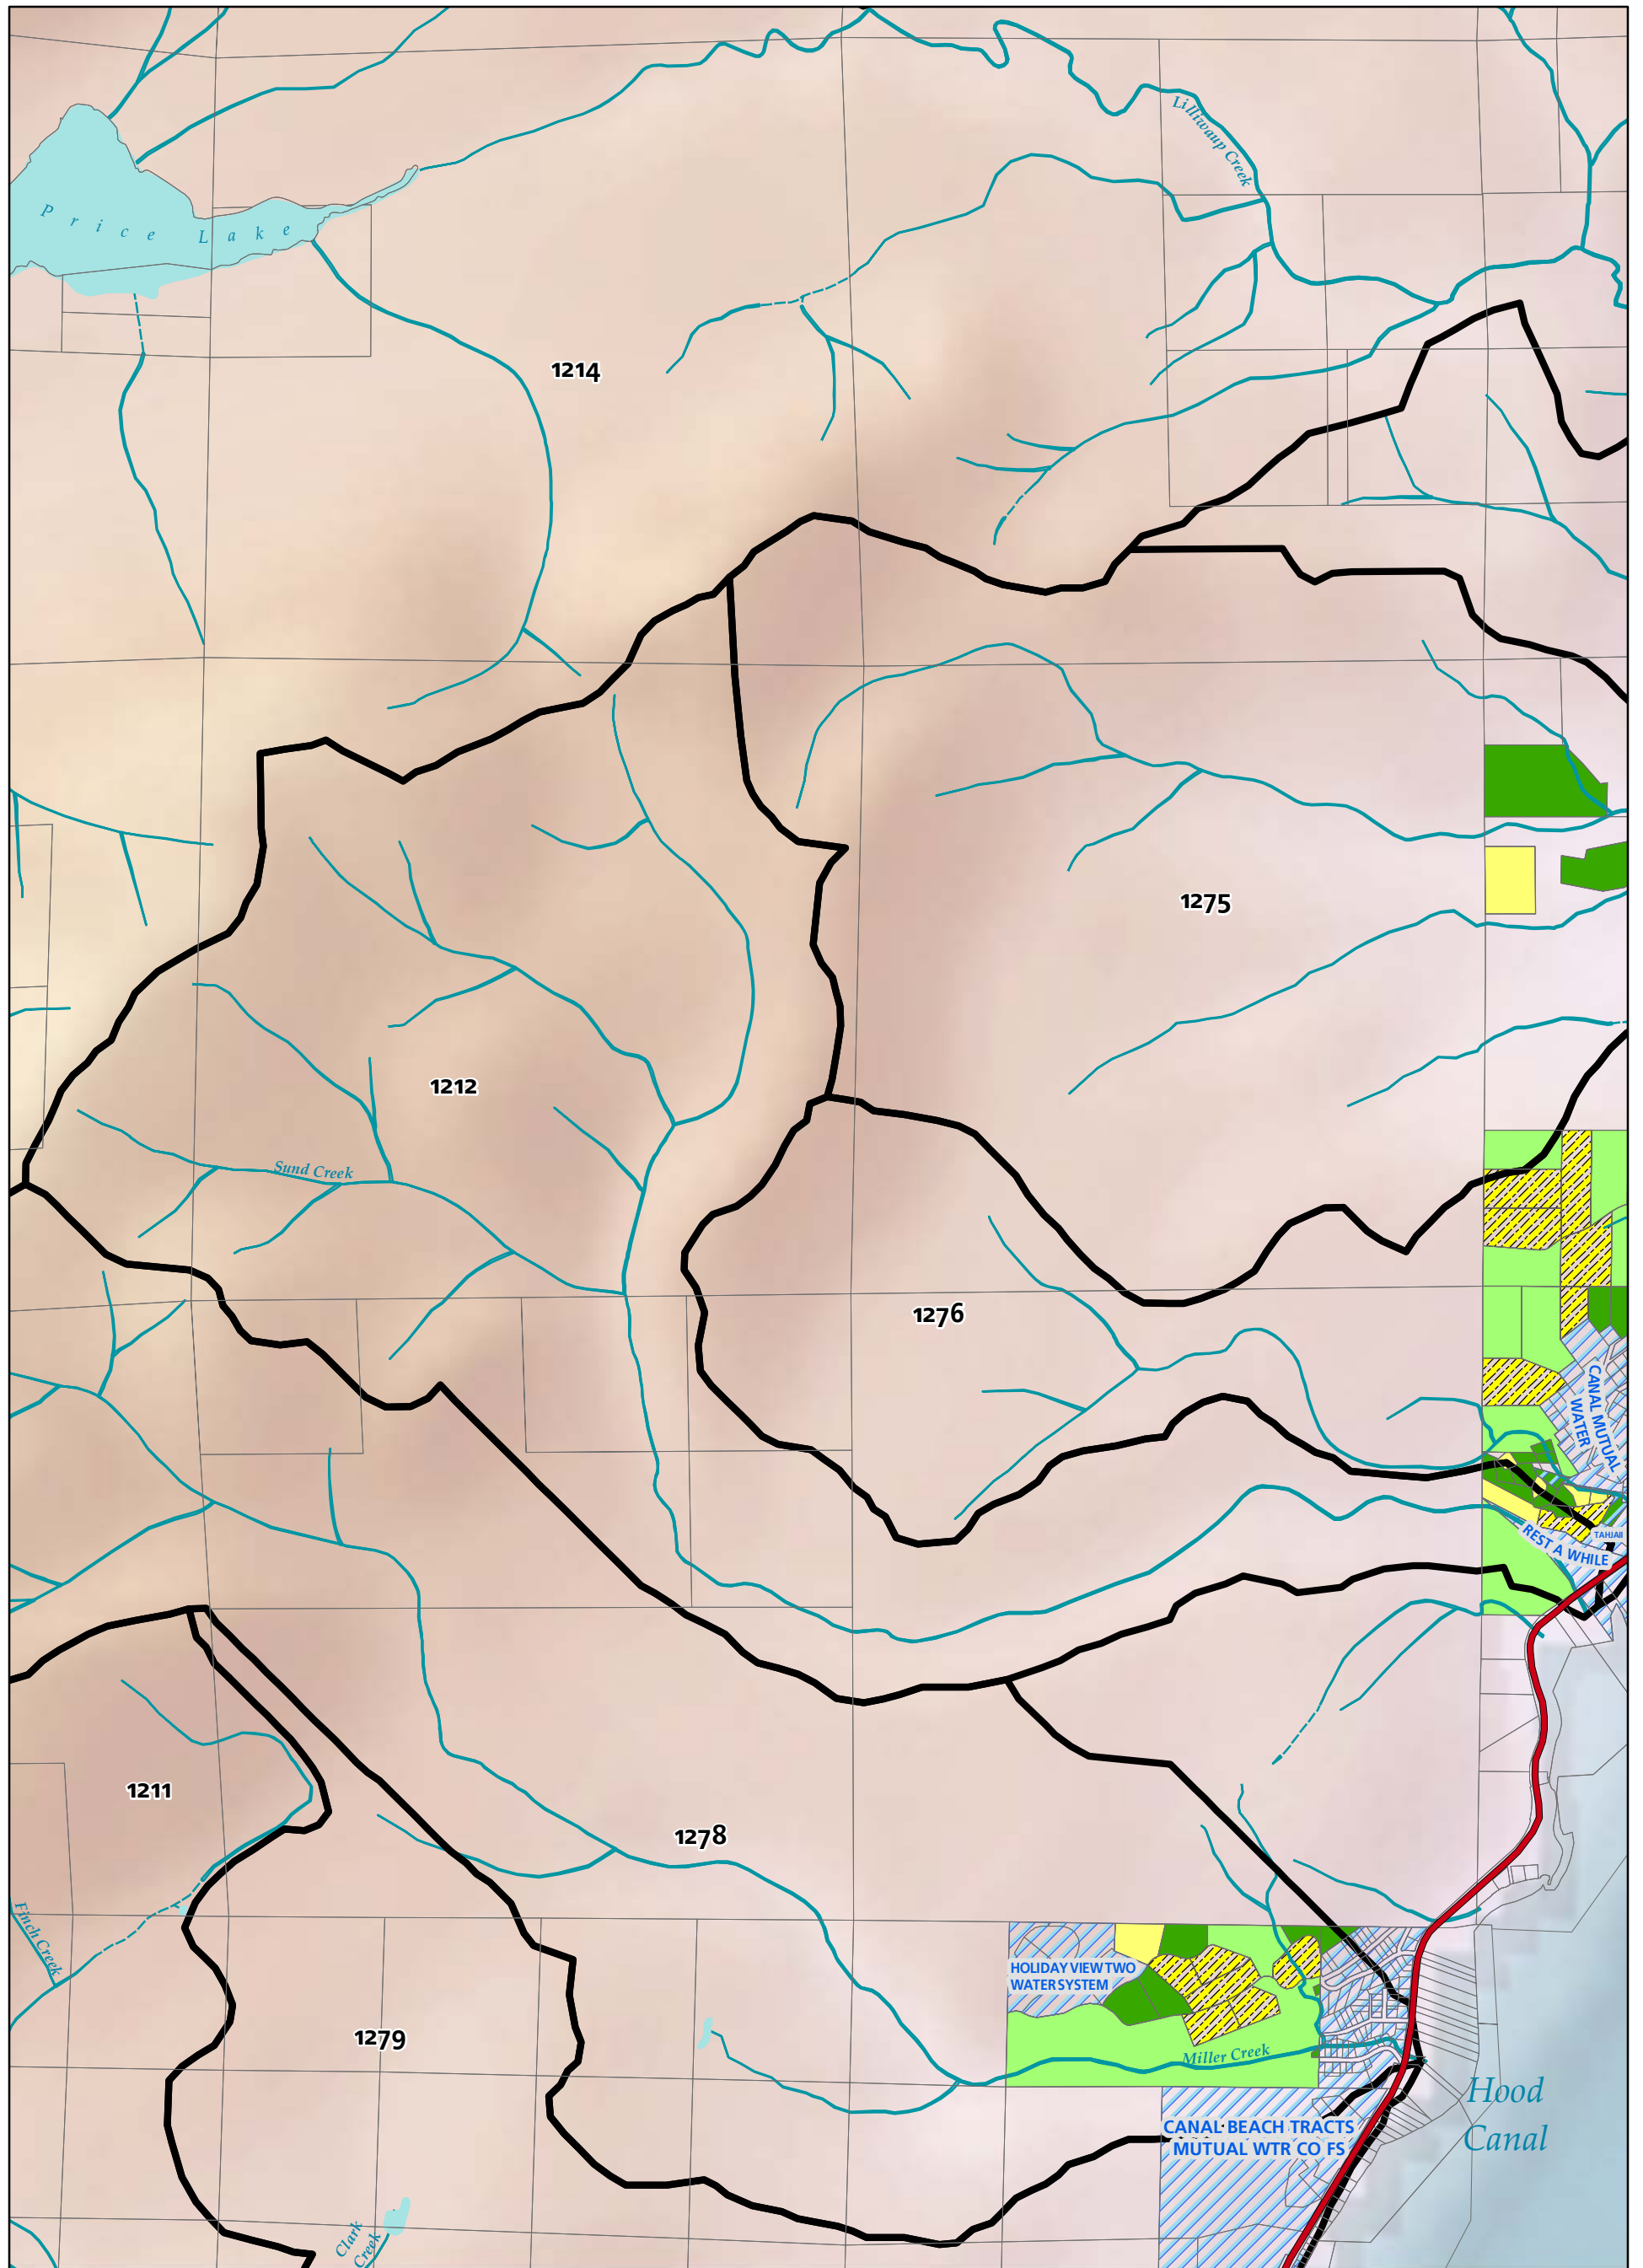 Lilliwaup Creek
Price Lake
1214
1275
1212
Sund Creek
1276
CANAL MUTUAL
WATER
TAHJAII
REST A WHILE
1211
1278
Finch Creek
HOLIDAY VIEW TWO
WATER SYSTEM
1279
Miller Creek
Hood
Canal
CANAL BEACH TRACTS
MUTUAL WTR CO FS
Clark
Creek